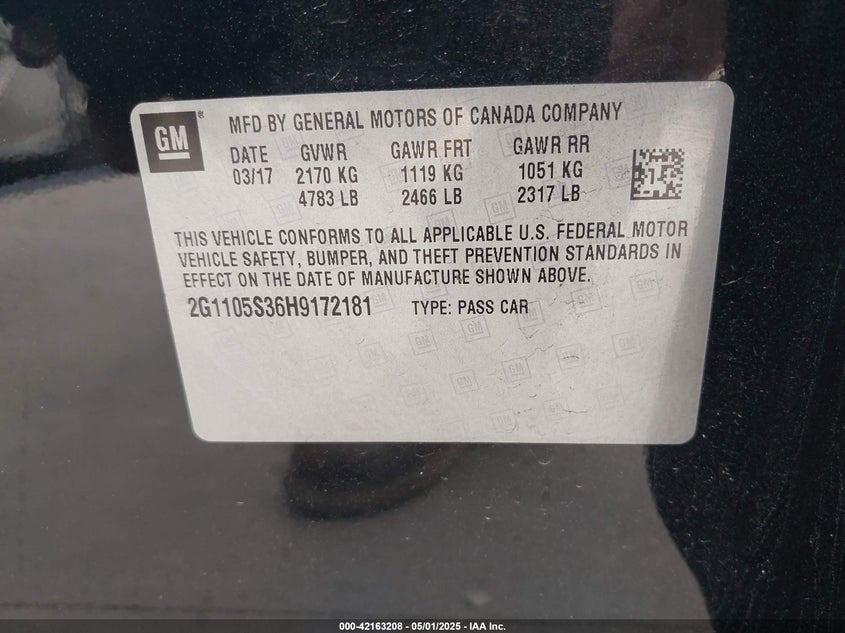 GM ® MFD BY GENERAL MOTORS OF CANADA COMPANY
DATE GVWR GAWR FRT GAWR RR
03/17 2170 KG 1119 KG 1051 KG
4783 LB 2466 LB 2317 LB
THIS VEHICLE CONFORMS TO ALL APPLICABLE U.S. FEDERAL MOTOR
VEHICLE SAFETY, BUMPER, AND THEFT PREVENTION STANDARDS IN
EFFECT ON THE DATE OF MANUFACTURE SHOWN ABOVE.
2G1105S36H9172181 TYPE: PASS CAR
000-42163208 - 05/01/2025 - IAA Inc.